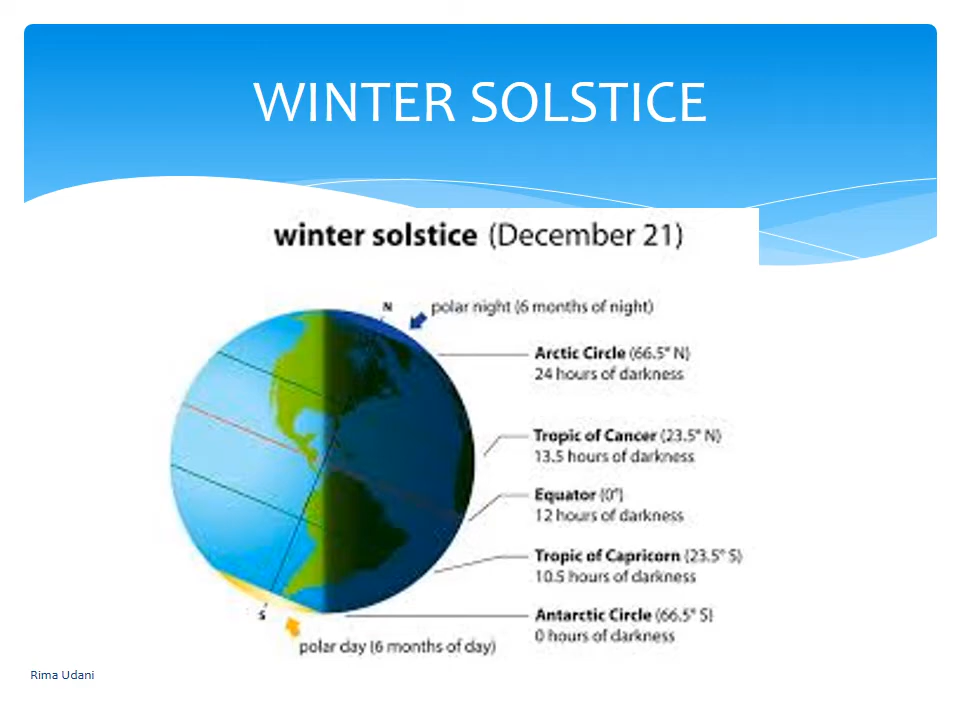 WINTER SOLSTICE
winter solstice (December 21)
N
polar night (6 months of night)
Arctic Circle (66.5° N)
24 hours of darkness
Tropic of Cancer (23.5° N)
13.5 hours of darkness
Equator (0°)
12 hours of darkness
Tropic of Capricorn (23.5° S)
10.5 hours of darkness
Antarctic Circle (66.5° S)
0 hours of darkness
S
polar day (6 months of day)
Rima Udani